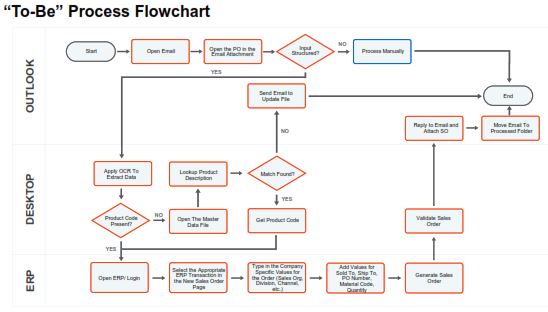 “To-Be” Process Flowchart
OUTLOOK
Start
Open Email
Open the PO in the
Email Attachment
Input
Structured?
NO
Process Manually
YES
Send Email to
Update File
End
Reply to Email and
Attach SO
Move Email To
Processed Folder
NO
DESKTOP
Apply OCR To
Extract Data
Lookup Product
Description
Match Found?
YES
Product Code
Present?
NO
Open The Master
Data File
Get Product Code
Validate Sales
Order
YES
ERP
Open ERP/ Login
Select the Appropriate
ERP Transaction in
the New Sales Order
Page
Type in the Company
Specific Values for
the Order (Sales Org,
Division, Channel,
etc.)
Add Values for
Sold To, Ship To,
PO Number,
Material Code,
Quantity
Generate Sales
Order